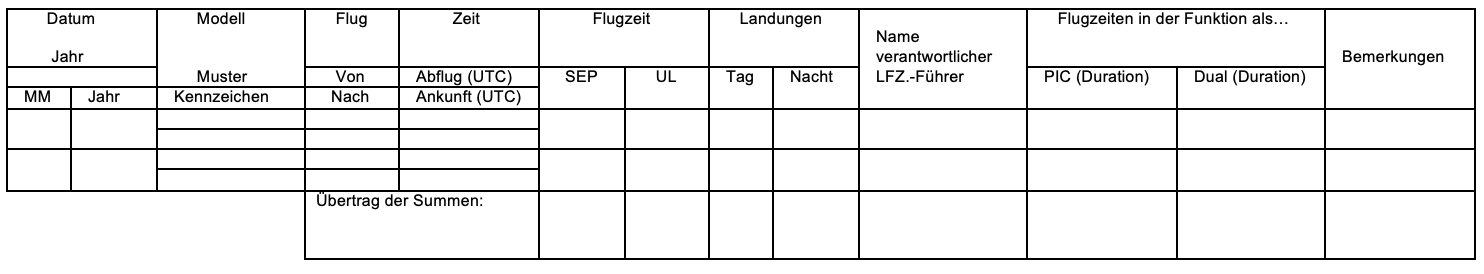 Datum Modell Flug Zeit Flugzeit Landungen Flugzeiten in der Funktion als…
Name
Jahr verantwortlicher Bemerkungen
Muster Von Abflug (UTC) SEP UL Tag Nacht LFZ.-Führer PIC (Duration) Dual (Duration)
MM Jahr Kennzeichen Nach Ankunft (UTC)
Übertrag der Summen: